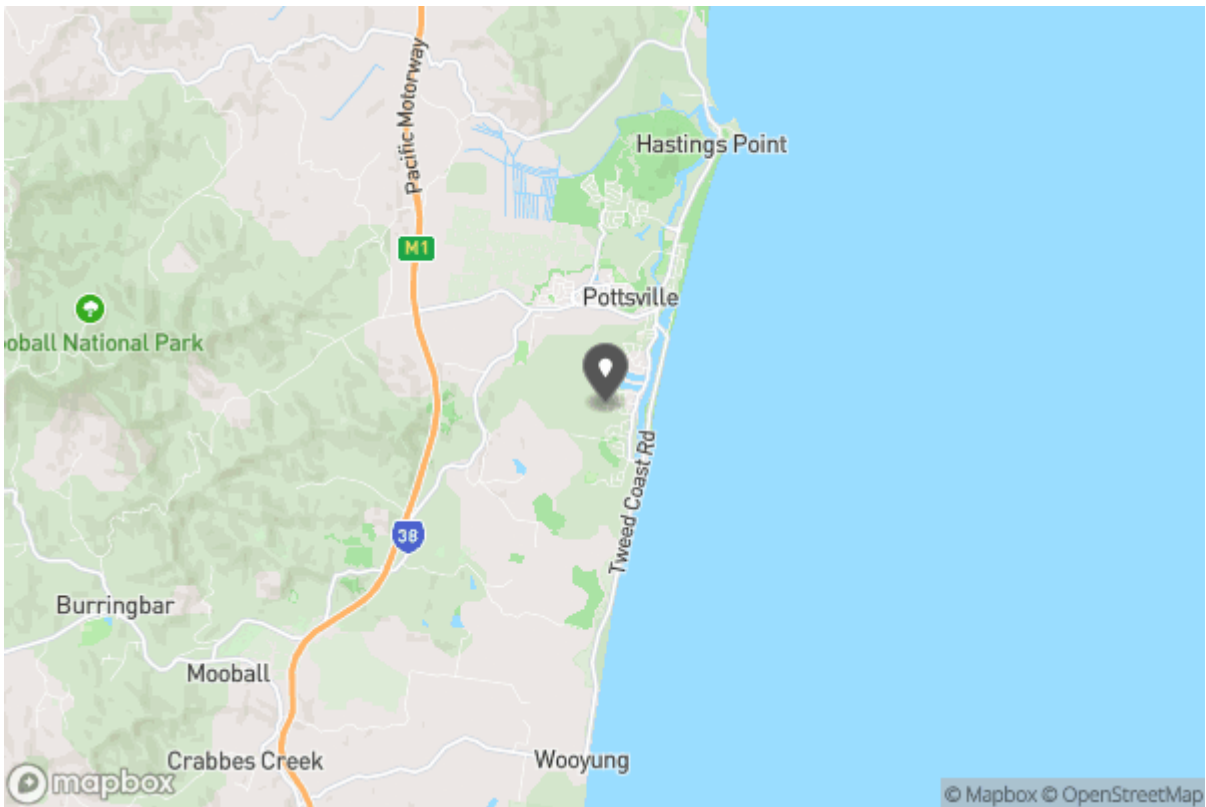 Pacific Motorway
Hastings Point
M1
Pottsville
oball National Park
Tweed Coast Rd
38
Burringbar
Mooball
Crabbes Creek
Wooyung
mapbox
© Mapbox © OpenStreetMap